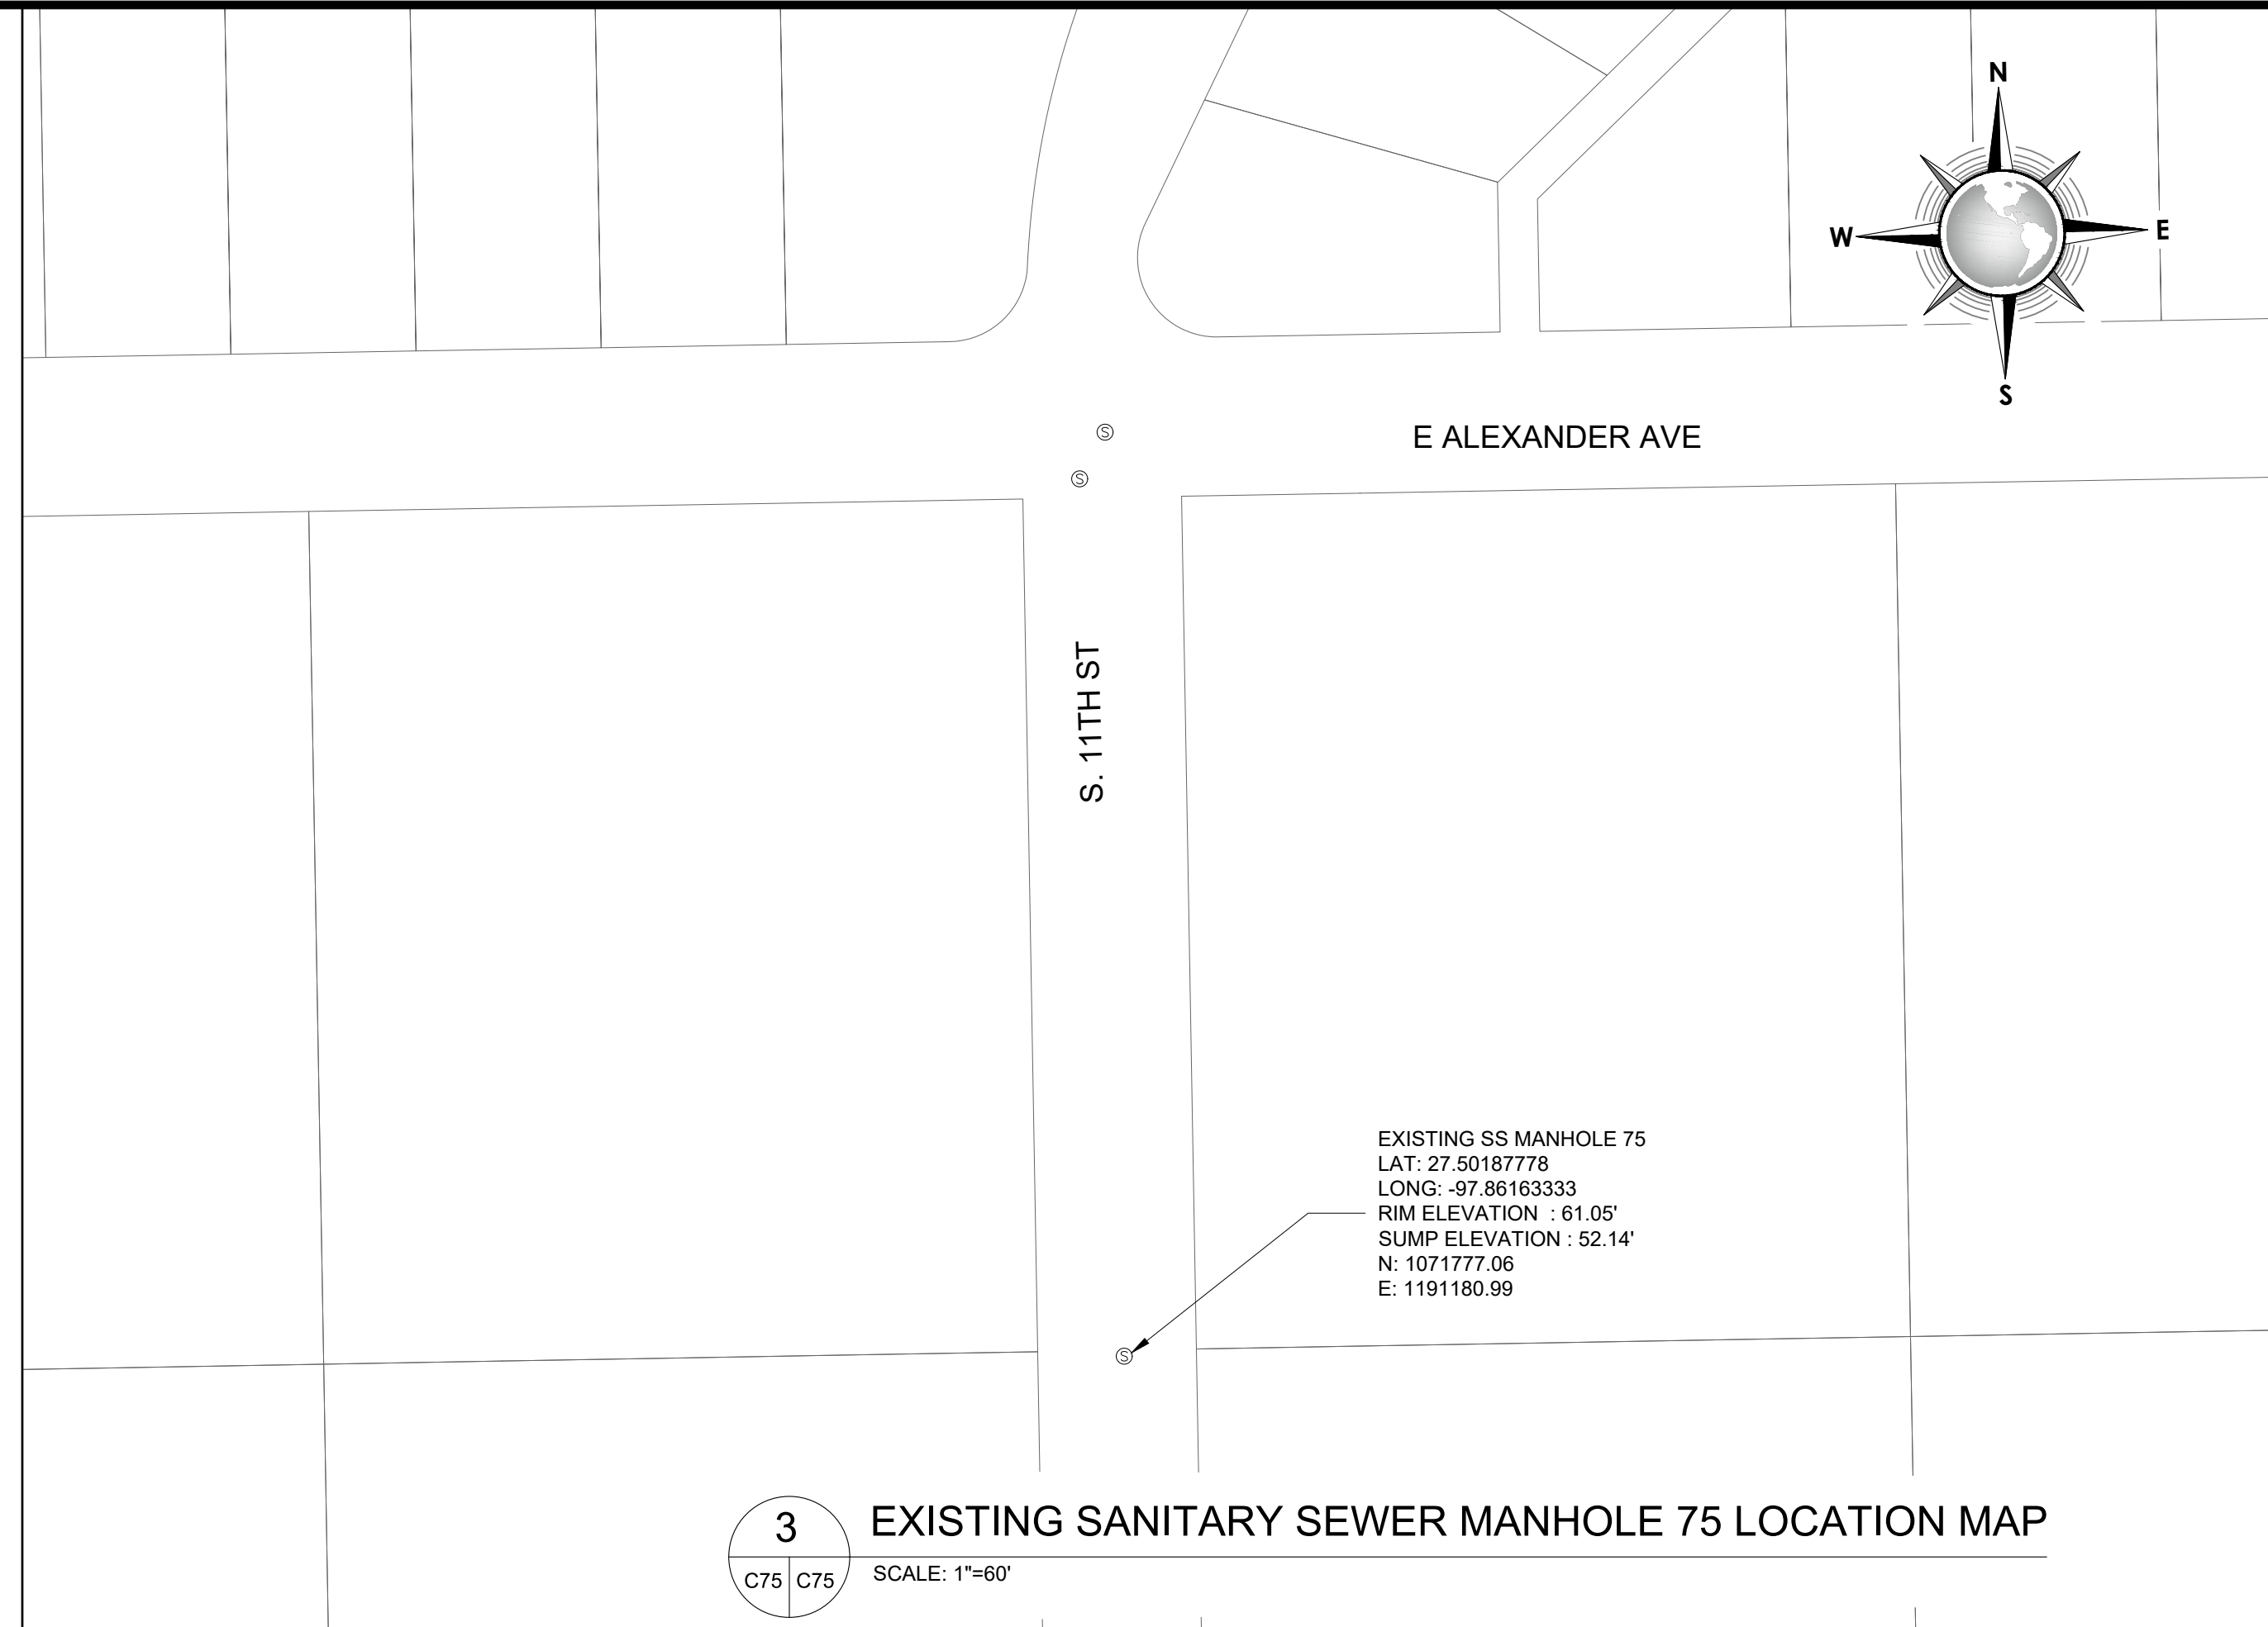 N
W
E
S
E ALEXANDER AVE
S
S
S. 11TH ST
EXISTING SS MANHOLE 75
LAT: 27.50187778
LONG: -97.86163333
RIM ELEVATION : 61.05'
SUMP ELEVATION : 52.14'
N: 1071777.06
E: 1191180.99
S
3
EXISTING SANITARY SEWER MANHOLE 75 LOCATION MAP
C75 C75
SCALE: 1"=60'